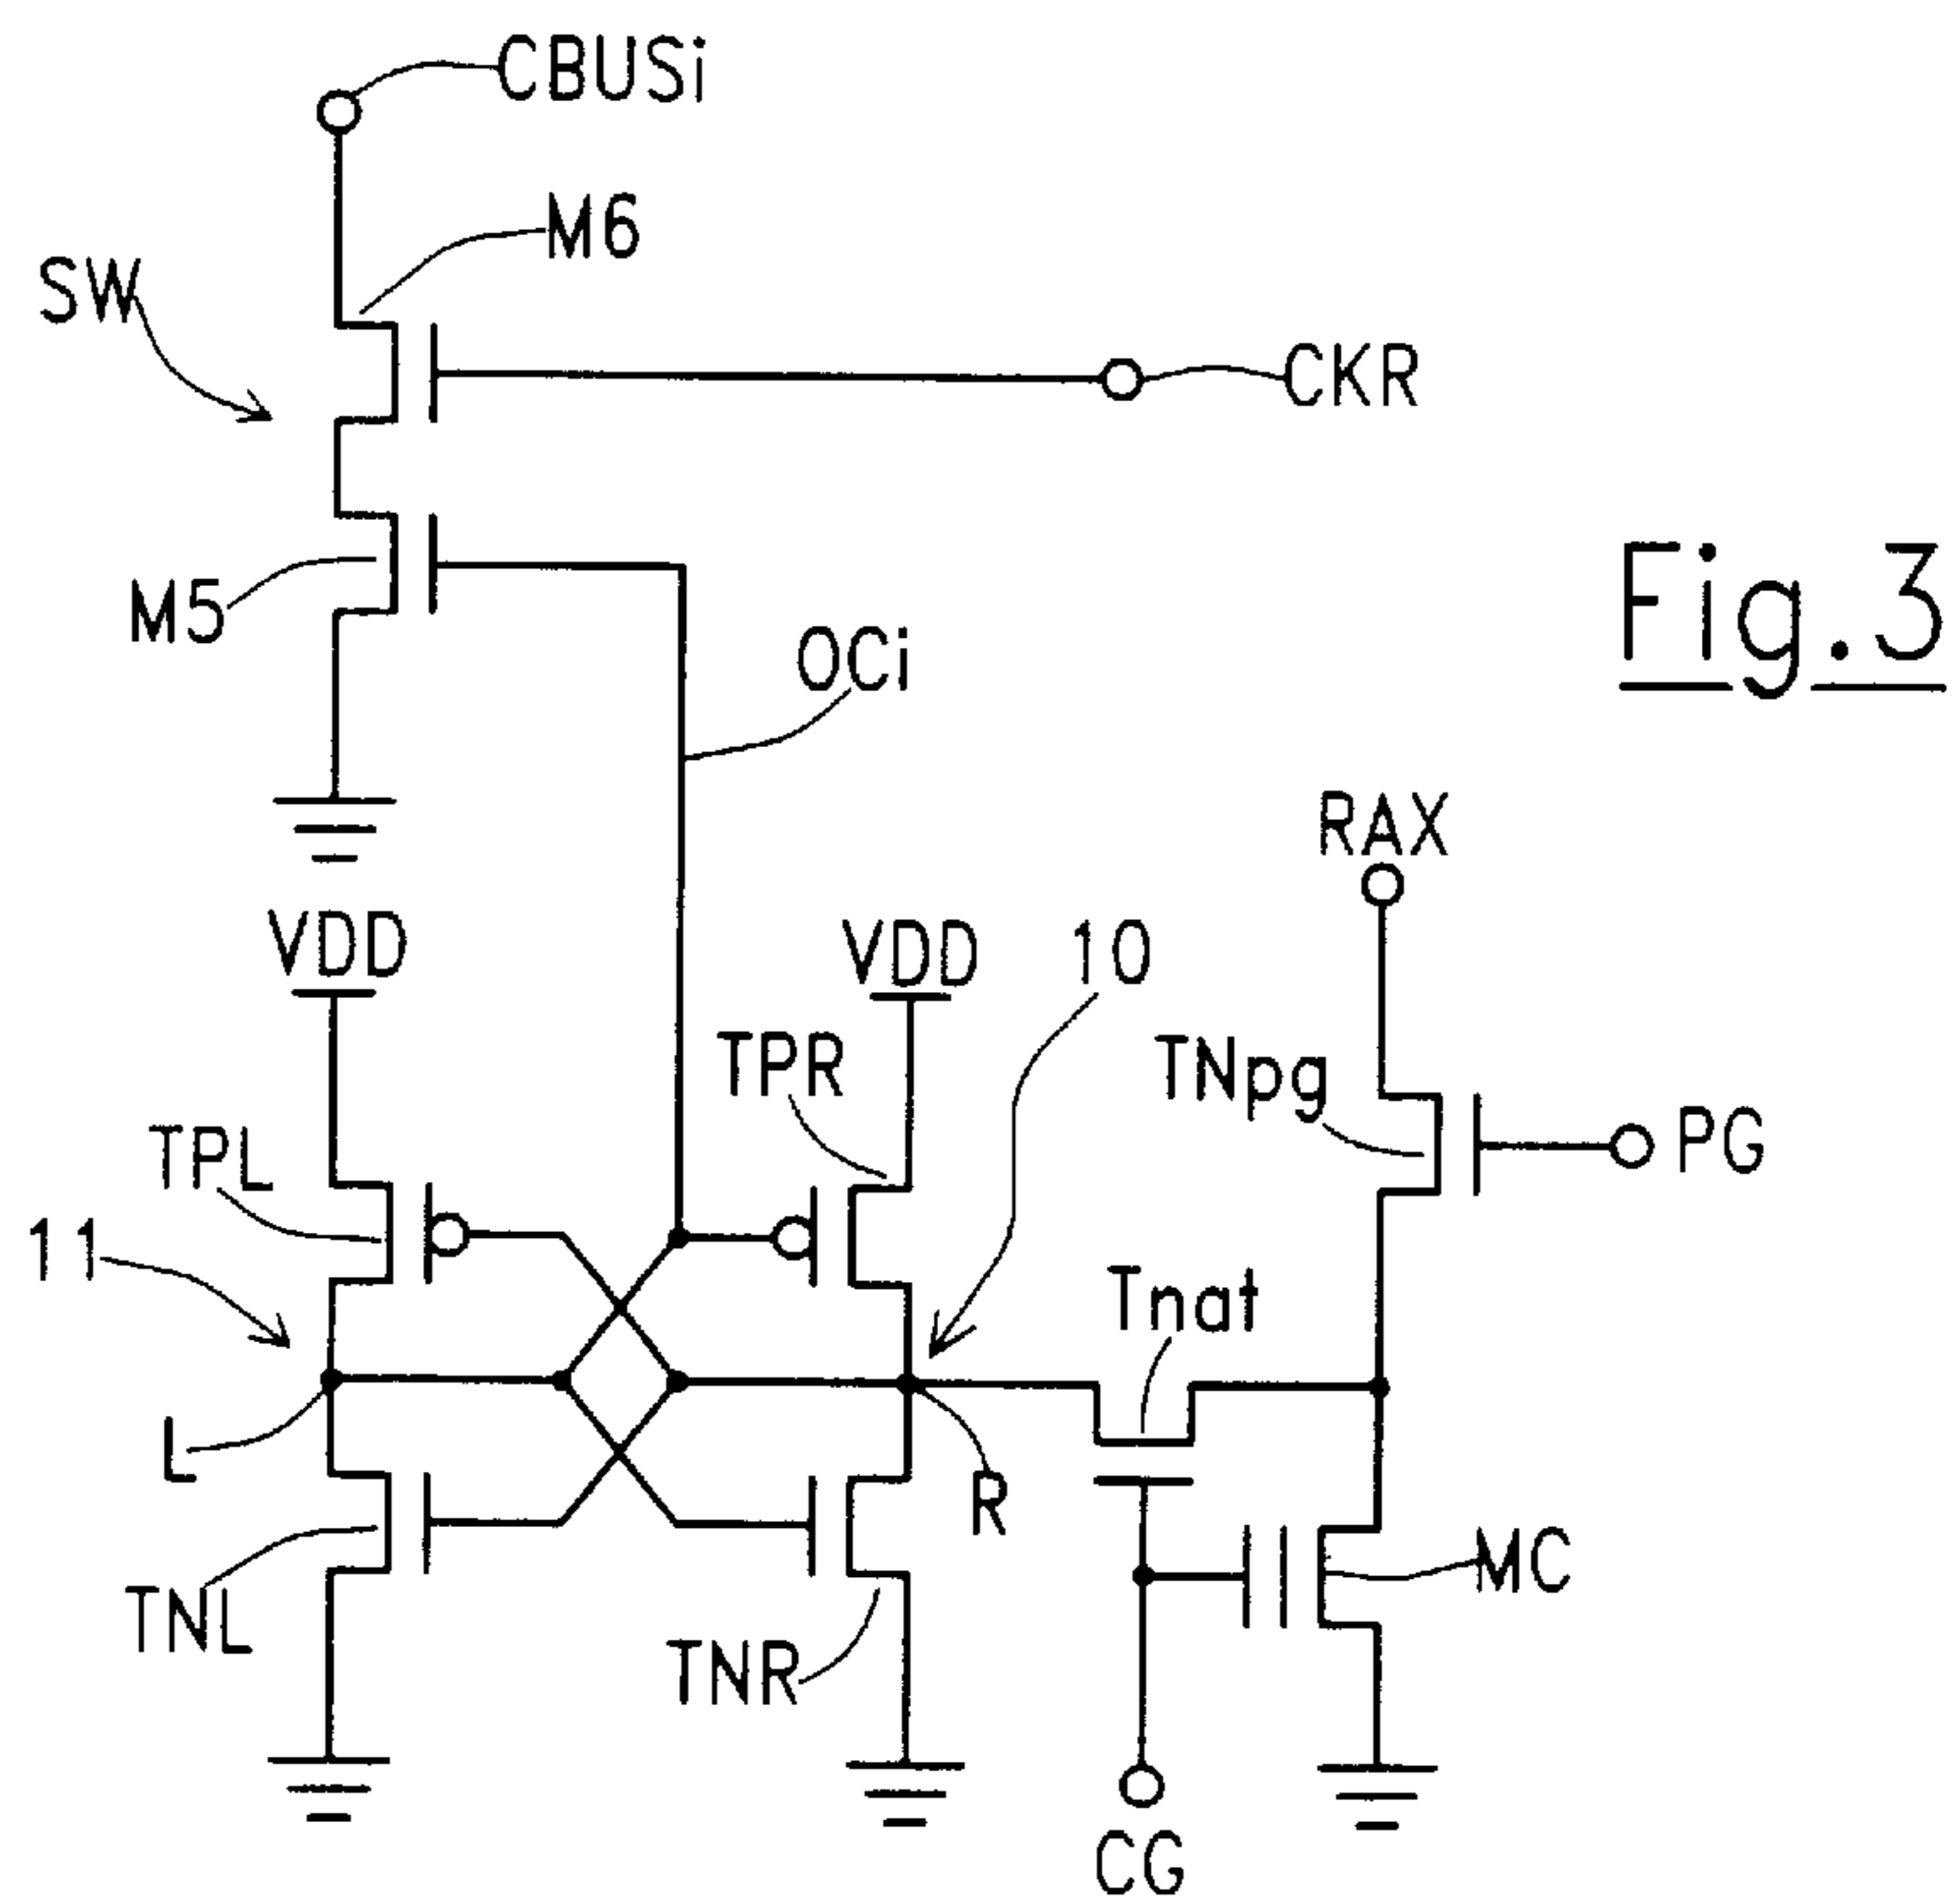 CBUSi
M6
SW
CKR
M5
Fig.3
OCi
RAX
VDD
VDD
10
TPR
TNpg
PG
TPL
11
Tnat
L
R
MC
TNL
TNR
CG